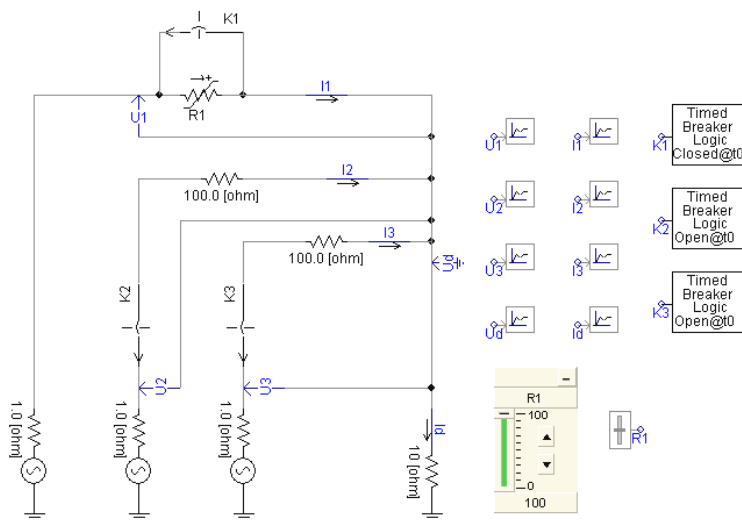 I
K1
I1
R1
U1
I2
100.0 [ohm]
I3
100.0 [ohm]
Ud
K2
K3
U2
U3
1.0 [ohm]
1.0 [ohm]
1.0 [ohm]
Id
10 [ohm]
U1
I1
K1
Timed
Breaker
Logic
Closed@t0
U2
I2
K2
Timed
Breaker
Logic
Open@t0
U3
I3
K3
Timed
Breaker
Logic
Open@t0
Ud
Id
R1
100
0
100
R1